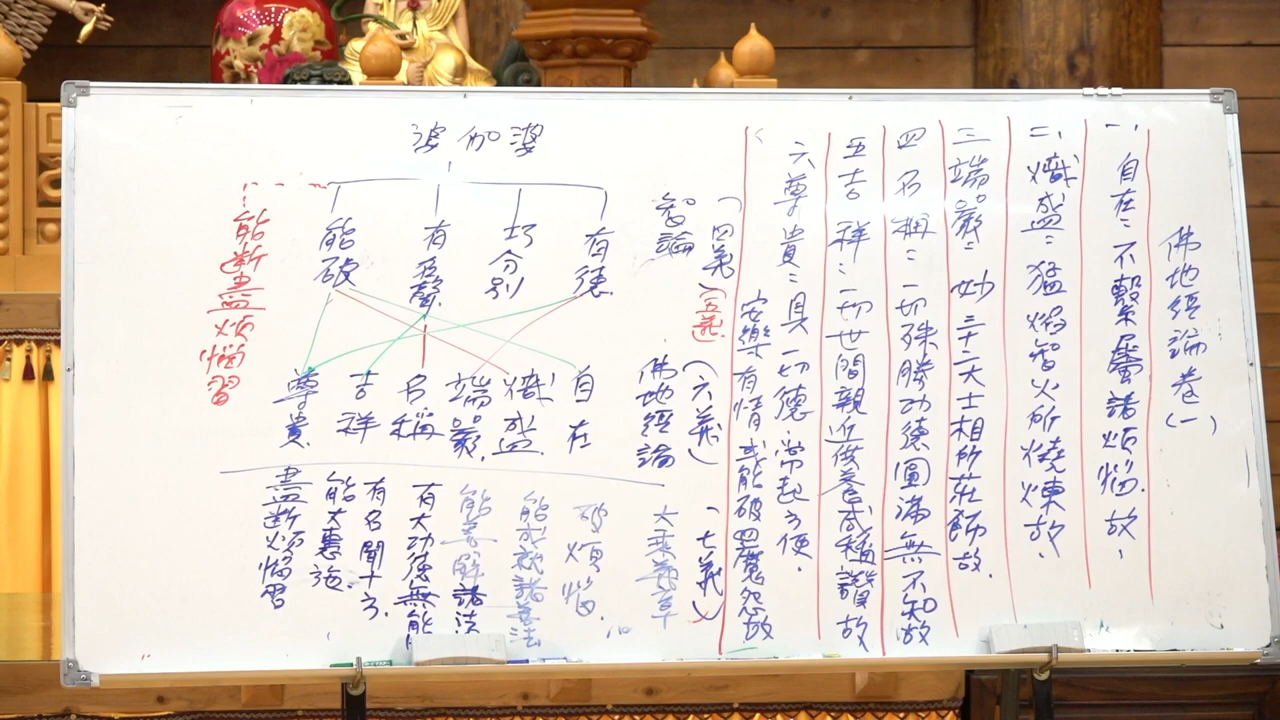 佛地經論卷(一)
一、自在：不繫屬諸煩惱故，
二、熾盛：猛焰智火所燒煉故，
三端嚴：妙三十二大士相所莊飾故．
四名稱：一切殊勝功德圓滿無不知故
五吉祥：一切世間親近供養咸稱讚故
六尊貴：具一切德．常起方便．
安樂有情或能破四魔怨故
婆伽婆
有德
巧分別
有名聲
能破
能斷盡煩惱習
智論
(四義)
(五義)
自在
熾盛
端嚴
名稱
吉祥
尊貴
佛地經論
(六義)
破煩惱．
能成就諸善法
能善解諸法
有大功德無能
有名聞十方．
能大惠施．
盡斷煩惱習
大乘義章
(七義)